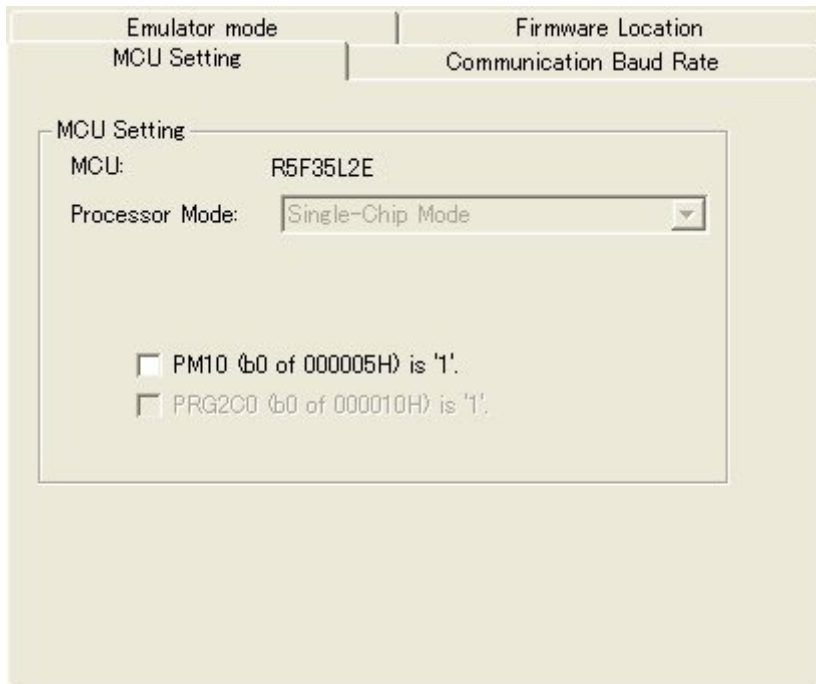 Emulator mode
Firmware Location
MCU Setting
Communication Baud Rate
MCU Setting
MCU: R5F35L2E
Processor Mode: Single-Chip Mode
PM10 (b0 of 000005H) is '1'.
PRG2C0 (b0 of 000010H) is '1'.